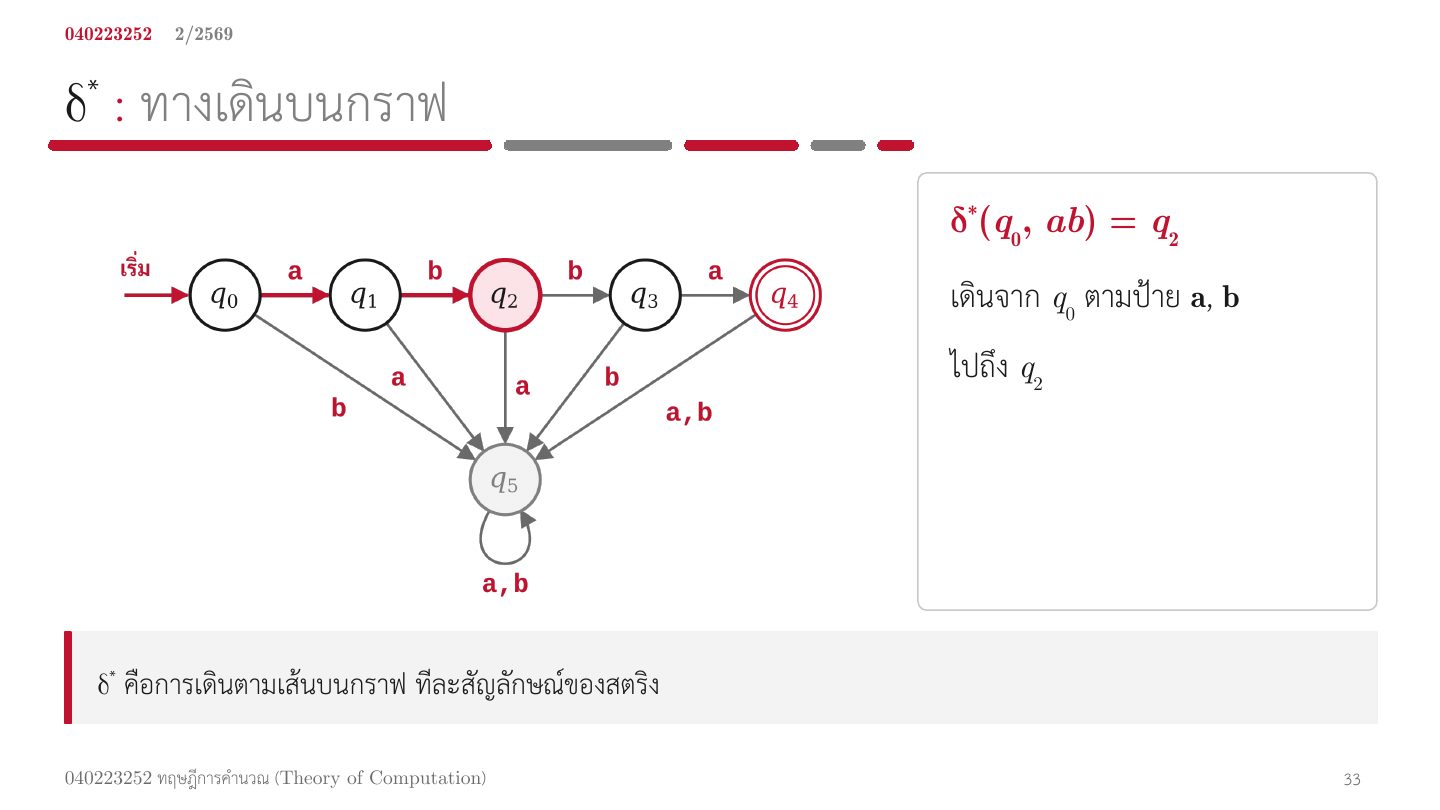 040223252 2/2569
δ* : ทางเดินบนกราฟ
เริ่ม
a
b
b
a
q0
q1
q2
q3
q4
b
a
a
b
a,b
q5
a,b
δ*(q0, ab) = q2
เดินจาก q0 ตามป้าย a, b
ไปถึง q2
δ* คือการเดินตามเส้นบนกราฟ ทีละสัญลักษณ์ของสตริง
040223252 ทฤษฎีการคำนวณ (Theory of Computation)
33